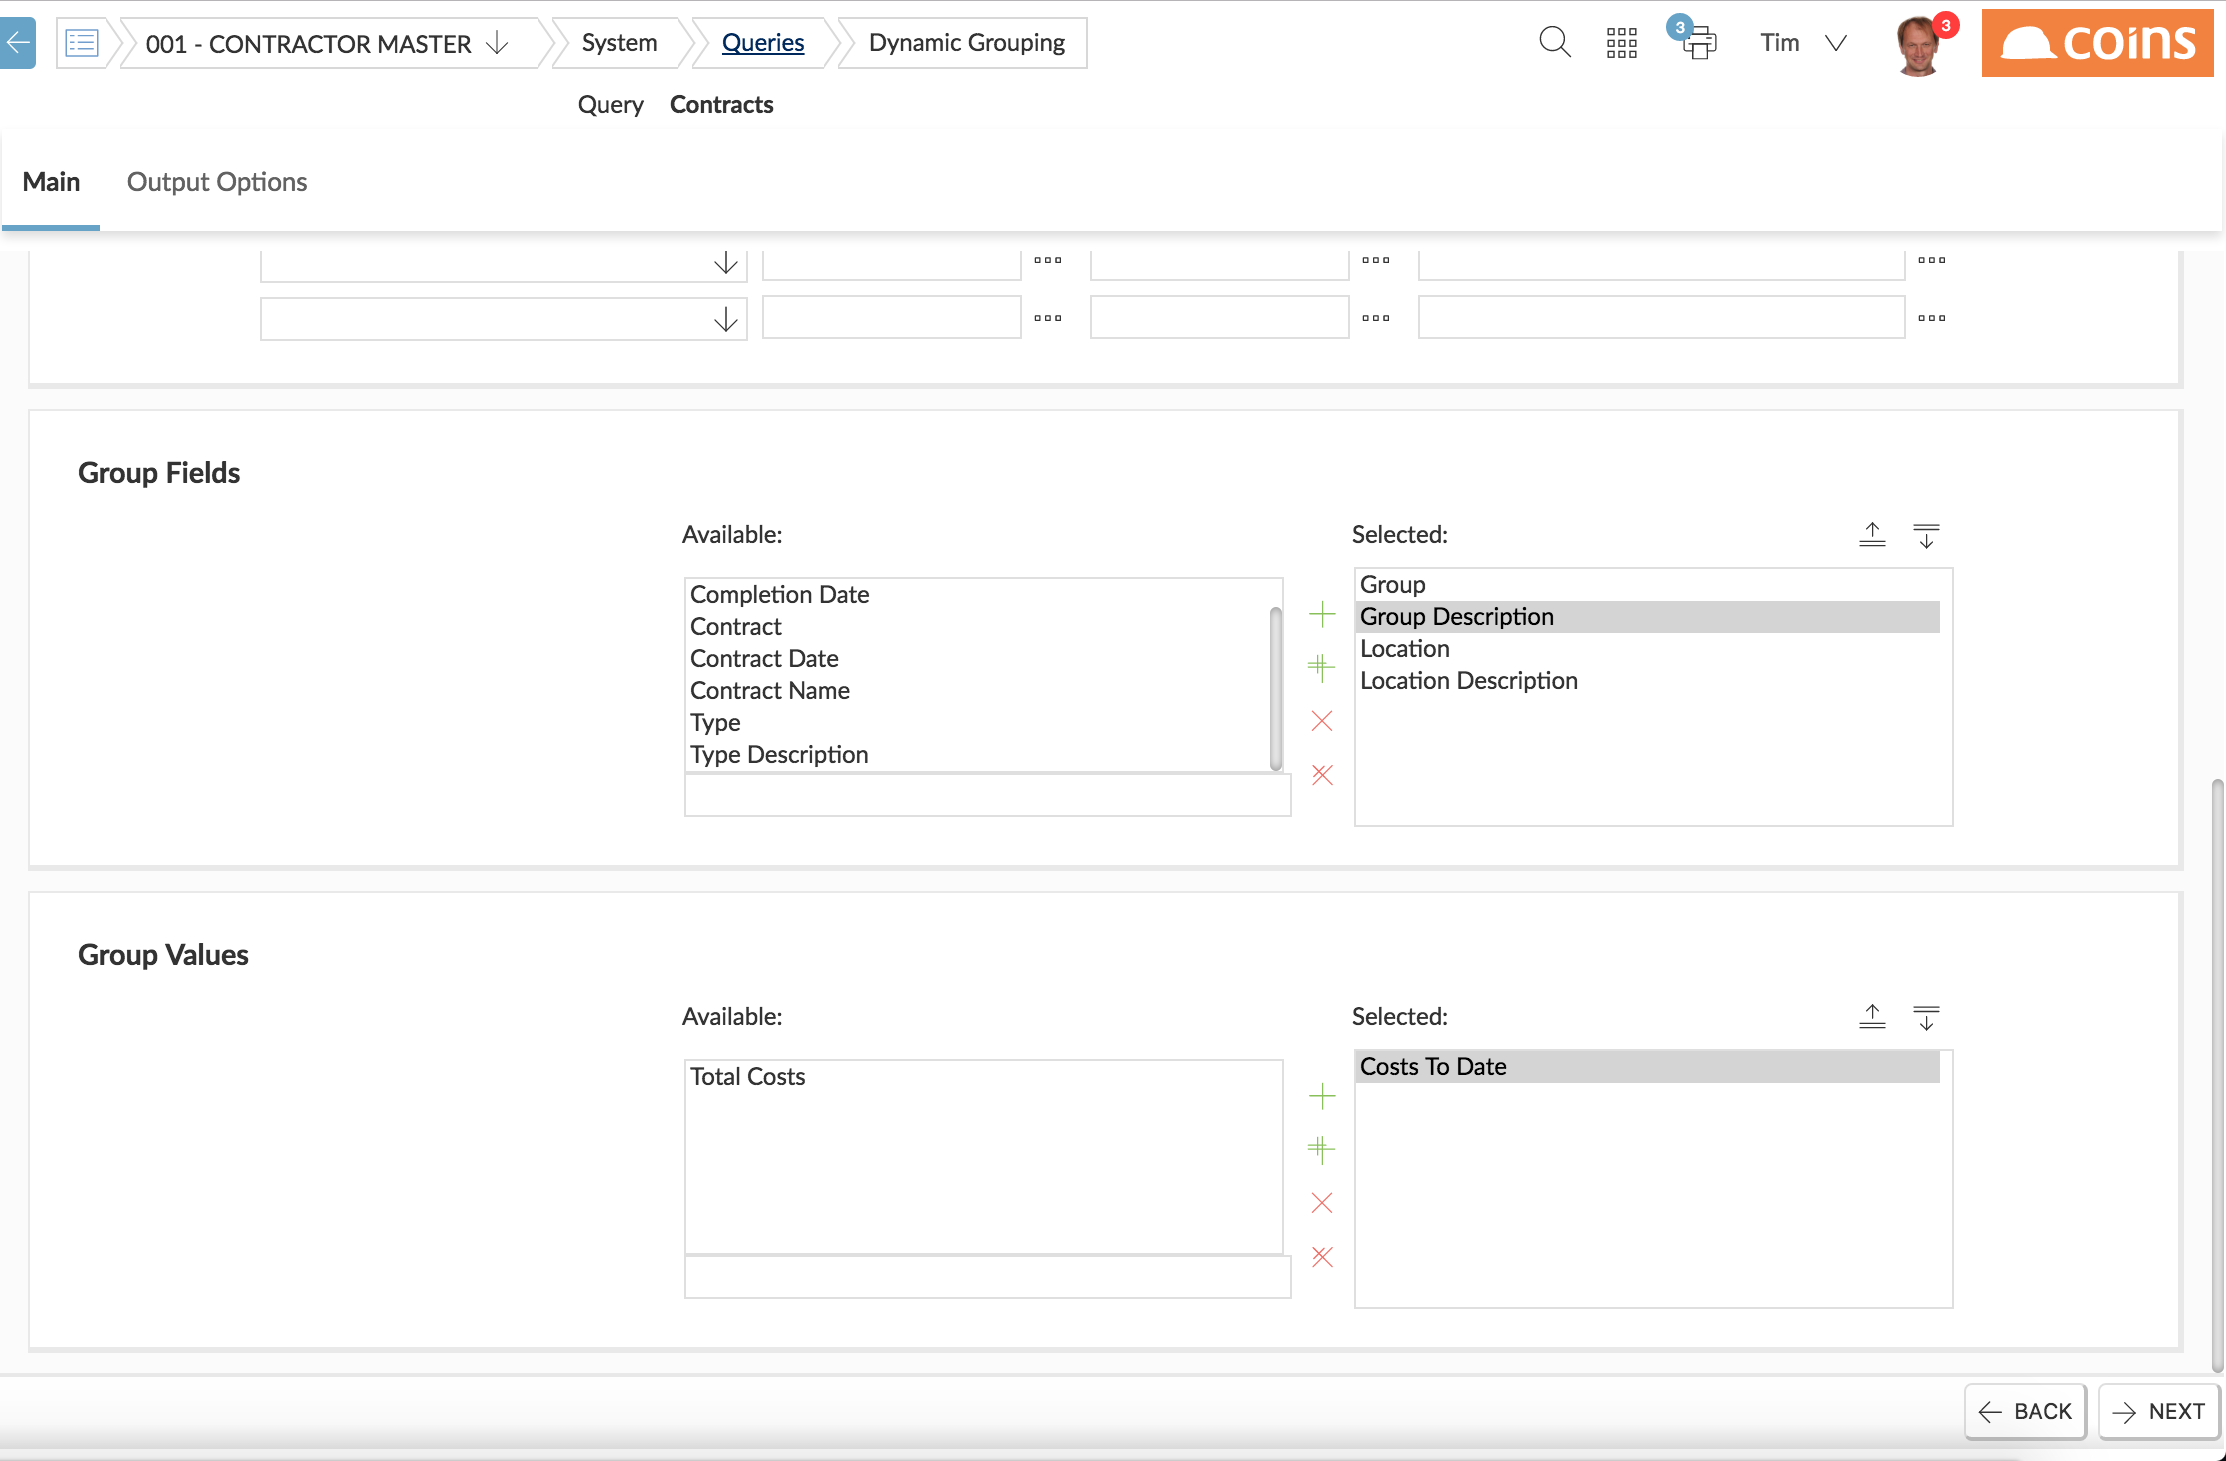 001 - CONTRACTOR MASTER
System
Queries
Dynamic Grouping
3
Tim
3
coins
Query
Contracts
Main
Output Options
Group Fields
Available:
Selected:
Completion Date
Contract
Contract Date
Contract Name
Type
Type Description
Group
Group Description
Location
Location Description
Group Values
Available:
Selected:
Total Costs
Costs To Date
BACK
NEXT